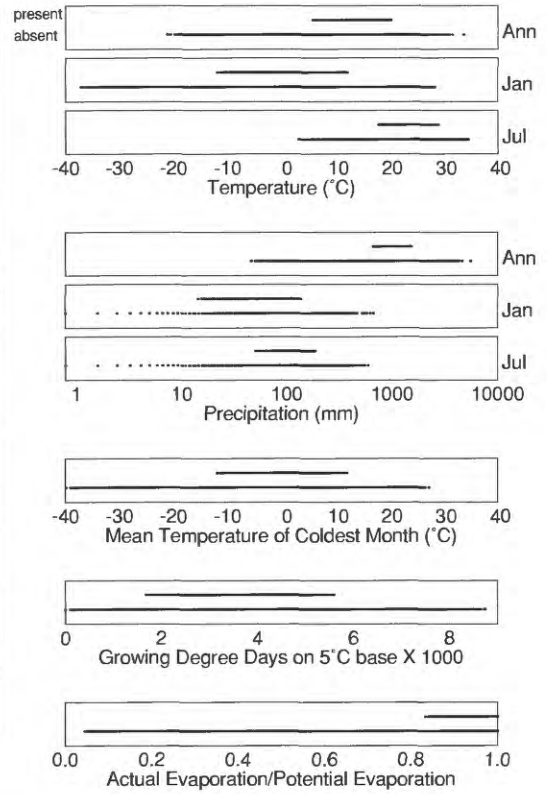 present
absent
Ann
Jan
Jul
-40 -30 -20 -10 0 10 20 30 40
Temperature (˚C)
Ann
Jan
Jul
1 10 100 1000 10000
Precipitation (mm)
-40 -30 -20 -10 0 10 20 30 40
Mean Temperature of Coldest Month (˚C)
0 2 4 6 8
Growing Degree Days on 5˚C base X 1000
0.0 0.2 0.4 0.6 0.8 1.0
Actual Evaporation/Potential Evaporation